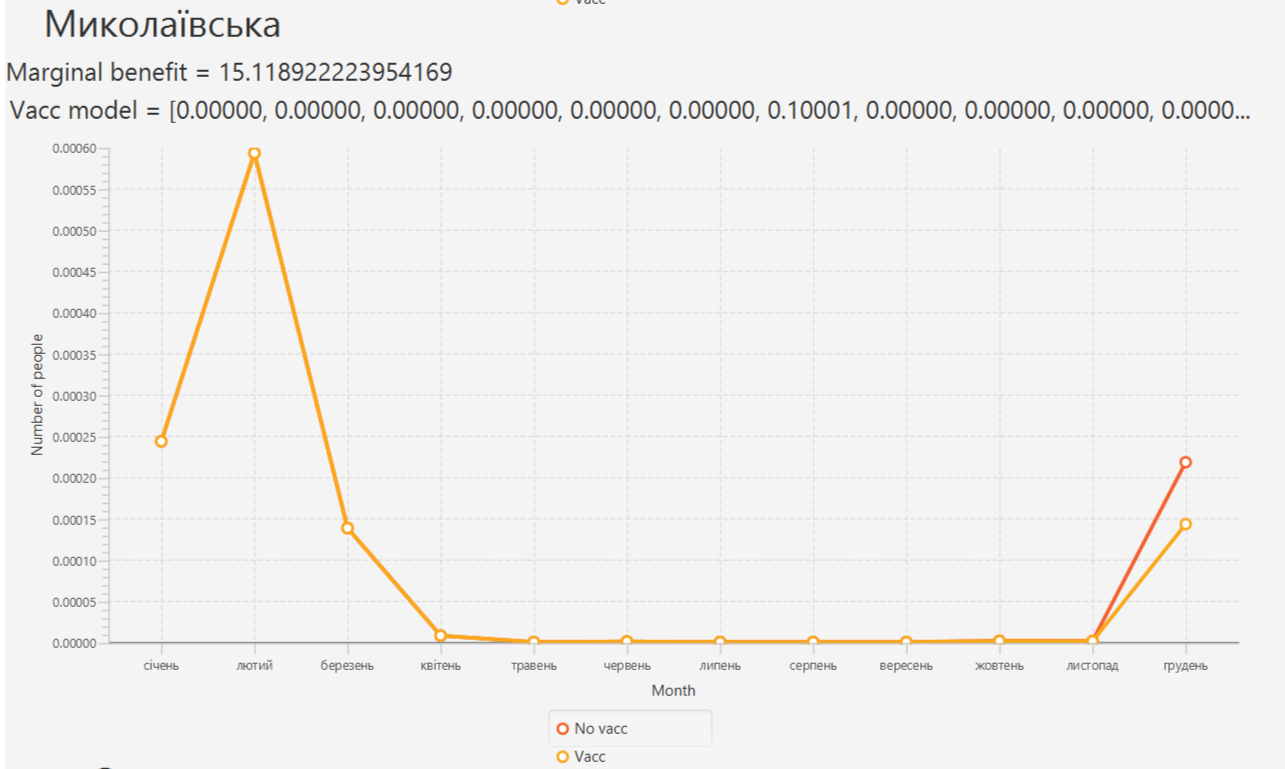 Vacc
Миколаївська
Marginal benefit = 15.118922223954169
Vacc model = [0.00000, 0.00000, 0.00000, 0.00000, 0.00000, 0.00000, 0.10001, 0.00000, 0.00000, 0.00000, 0.0000...
0.00060
0.00055
0.00050
0.00045
0.00040
0.00035
0.00030
0.00025
0.00020
0.00015
0.00010
0.00005
0.00000
Number of people
січень лютий березень квітень травень червень липень серпень вересень жовтень листопад грудень
Month
No vacc
Vacc